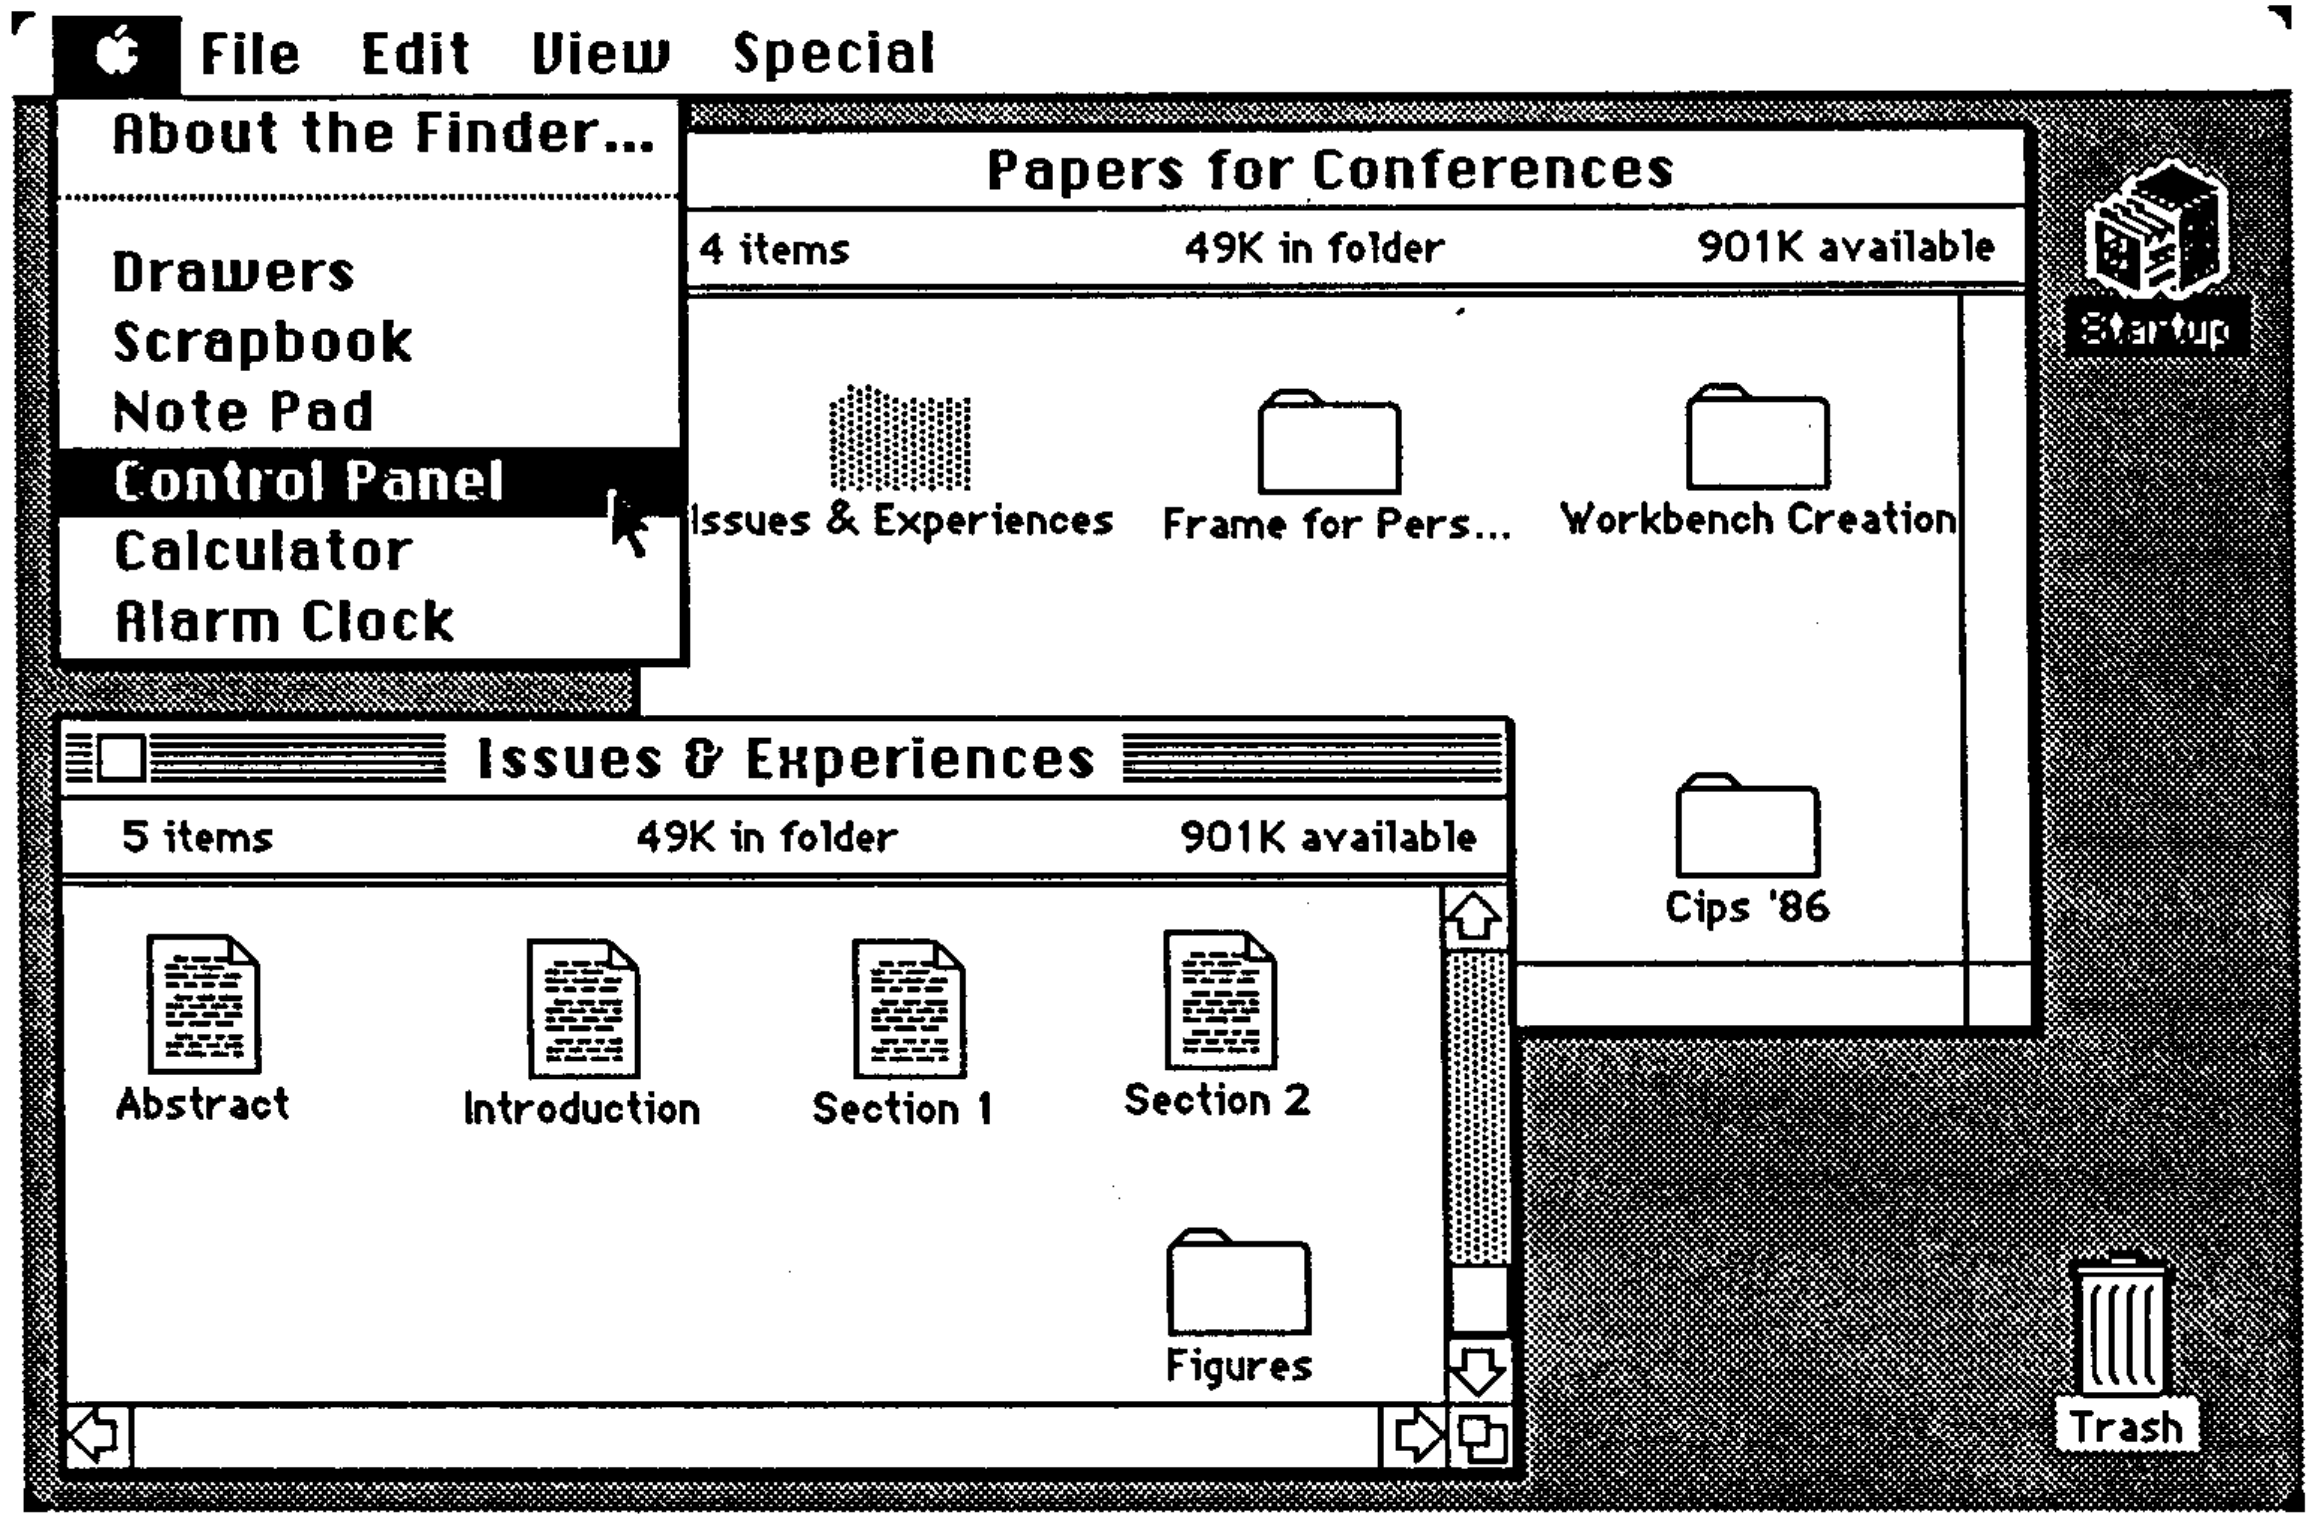 File Edit View Special
About the Finder...
Drawers
Scrapbook
Note Pad
Control Panel
Calculator
Alarm Clock
Papers for Conferences
4 items 49K in folder 901K available
Issues & Experiences Frame for Pers... Workbench Creation
Cips '86
Startup
Issues & Experiences
5 items 49K in folder 901K available
Abstract Introduction Section 1 Section 2
Figures
Trash